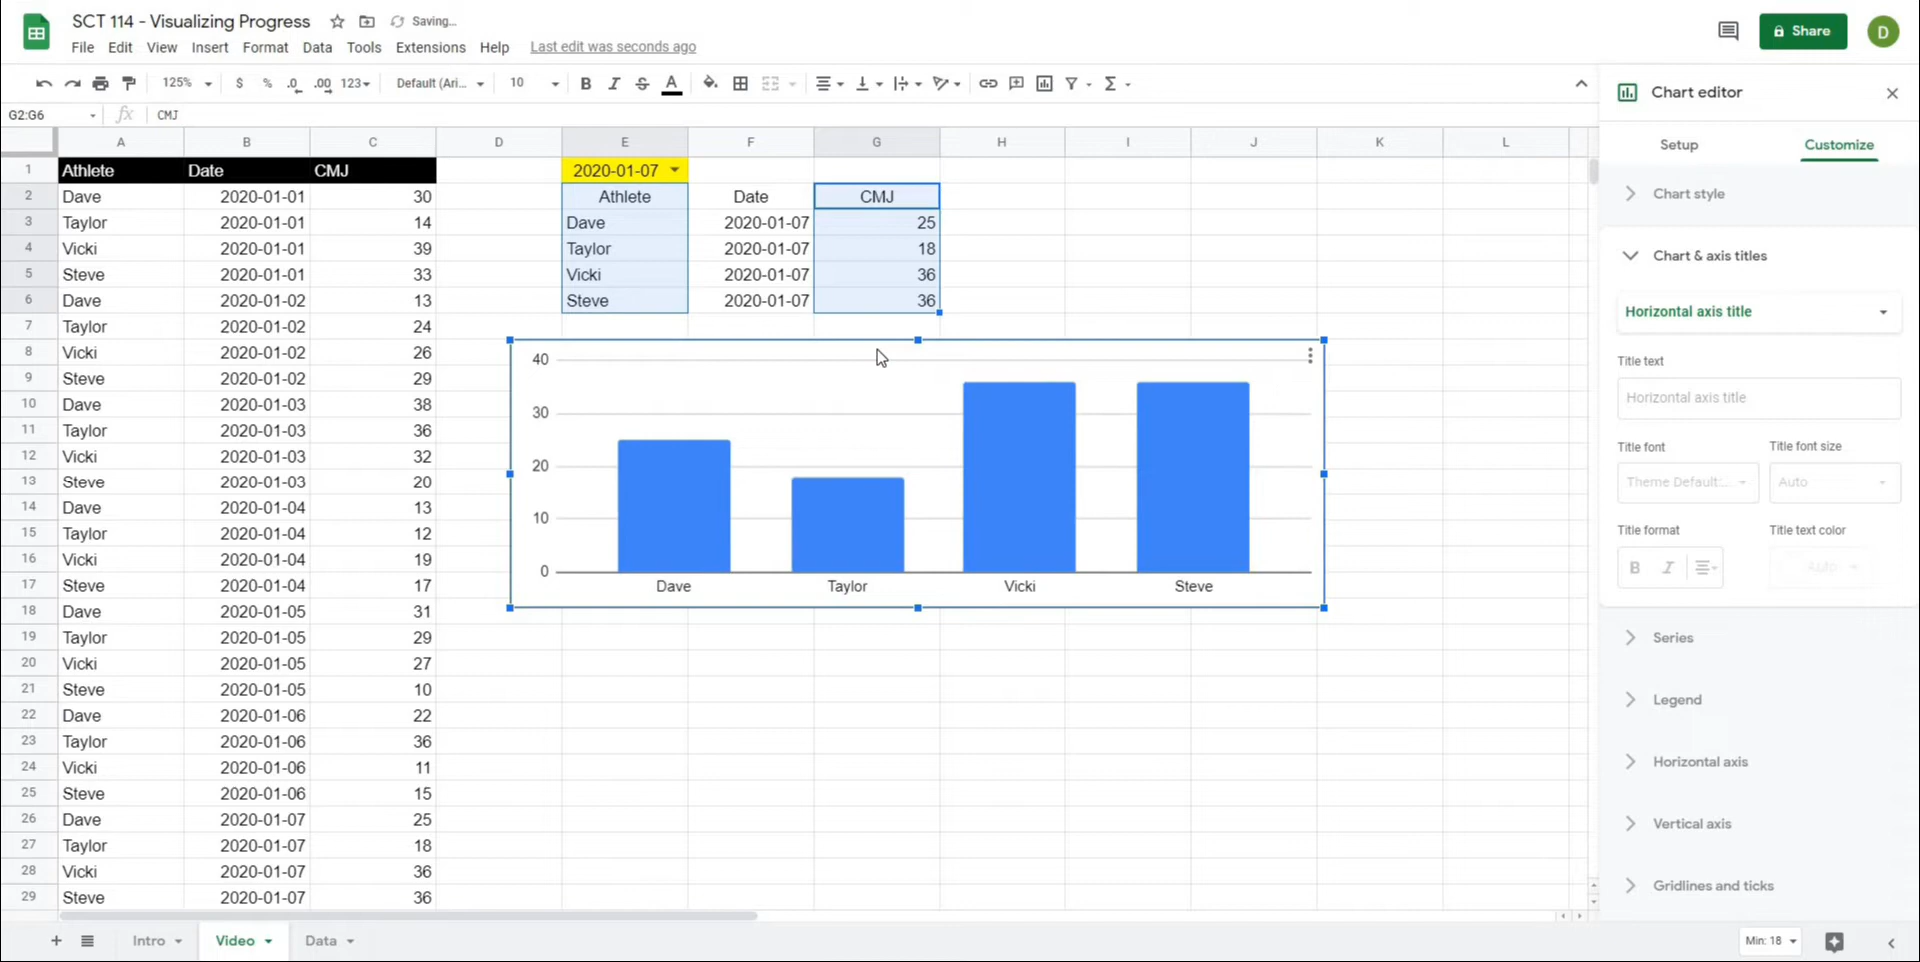 SCT 114 - Visualizing Progress Saving...
File Edit View Insert Format Data Tools Extensions Help Last edit was seconds ago
Share
D
125% $ % .0 .00 123 Default (Ari... 10 B I S A
Chart editor
G2:G6 fx CMJ
Setup Customize
A B C D E F G H I J K L
1 Athlete Date CMJ 2020-01-07
2 Dave 2020-01-01 30 Athlete Date CMJ
3 Taylor 2020-01-01 14 Dave 2020-01-07 25
4 Vicki 2020-01-01 39 Taylor 2020-01-07 18
5 Steve 2020-01-01 33 Vicki 2020-01-07 36
6 Dave 2020-01-02 13 Steve 2020-01-07 36
7 Taylor 2020-01-02 24
8 Vicki 2020-01-02 26
9 Steve 2020-01-02 29
10 Dave 2020-01-03 38
11 Taylor 2020-01-03 36
12 Vicki 2020-01-03 32
13 Steve 2020-01-03 20
14 Dave 2020-01-04 13
15 Taylor 2020-01-04 12
16 Vicki 2020-01-04 19
17 Steve 2020-01-04 17
18 Dave 2020-01-05 31
19 Taylor 2020-01-05 29
20 Vicki 2020-01-05 27
21 Steve 2020-01-05 10
22 Dave 2020-01-06 22
23 Taylor 2020-01-06 36
24 Vicki 2020-01-06 11
25 Steve 2020-01-06 15
26 Dave 2020-01-07 25
27 Taylor 2020-01-07 18
28 Vicki 2020-01-07 36
29 Steve 2020-01-07 36
40
30
20
10
0
Dave Taylor Vicki Steve
Chart style
Chart & axis titles
Horizontal axis title
Title text
Horizontal axis title
Title font Title font size
Theme Default:... Auto
Title format Title text color
B I Auto
Series
Legend
Horizontal axis
Vertical axis
Gridlines and ticks
Intro Video Data
Min: 18